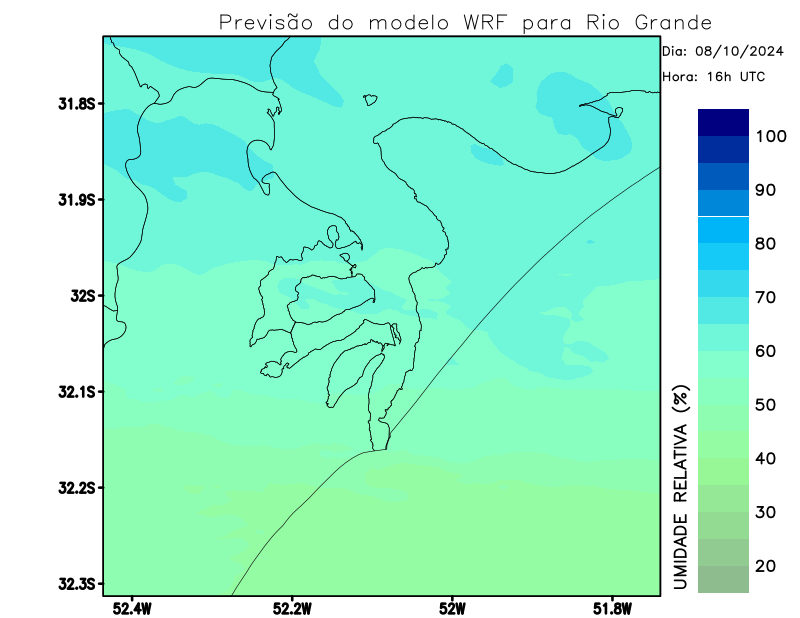 Previsão do modelo WRF para Rio Grande
Dia: 08/10/2024
Hora: 16h UTC
31.8S
31.9S
32S
32.1S
32.2S
32.3S
52.4W
52.2W
52W
51.8W
UMIDADE RELATIVA (%)
100
90
80
70
60
50
40
30
20